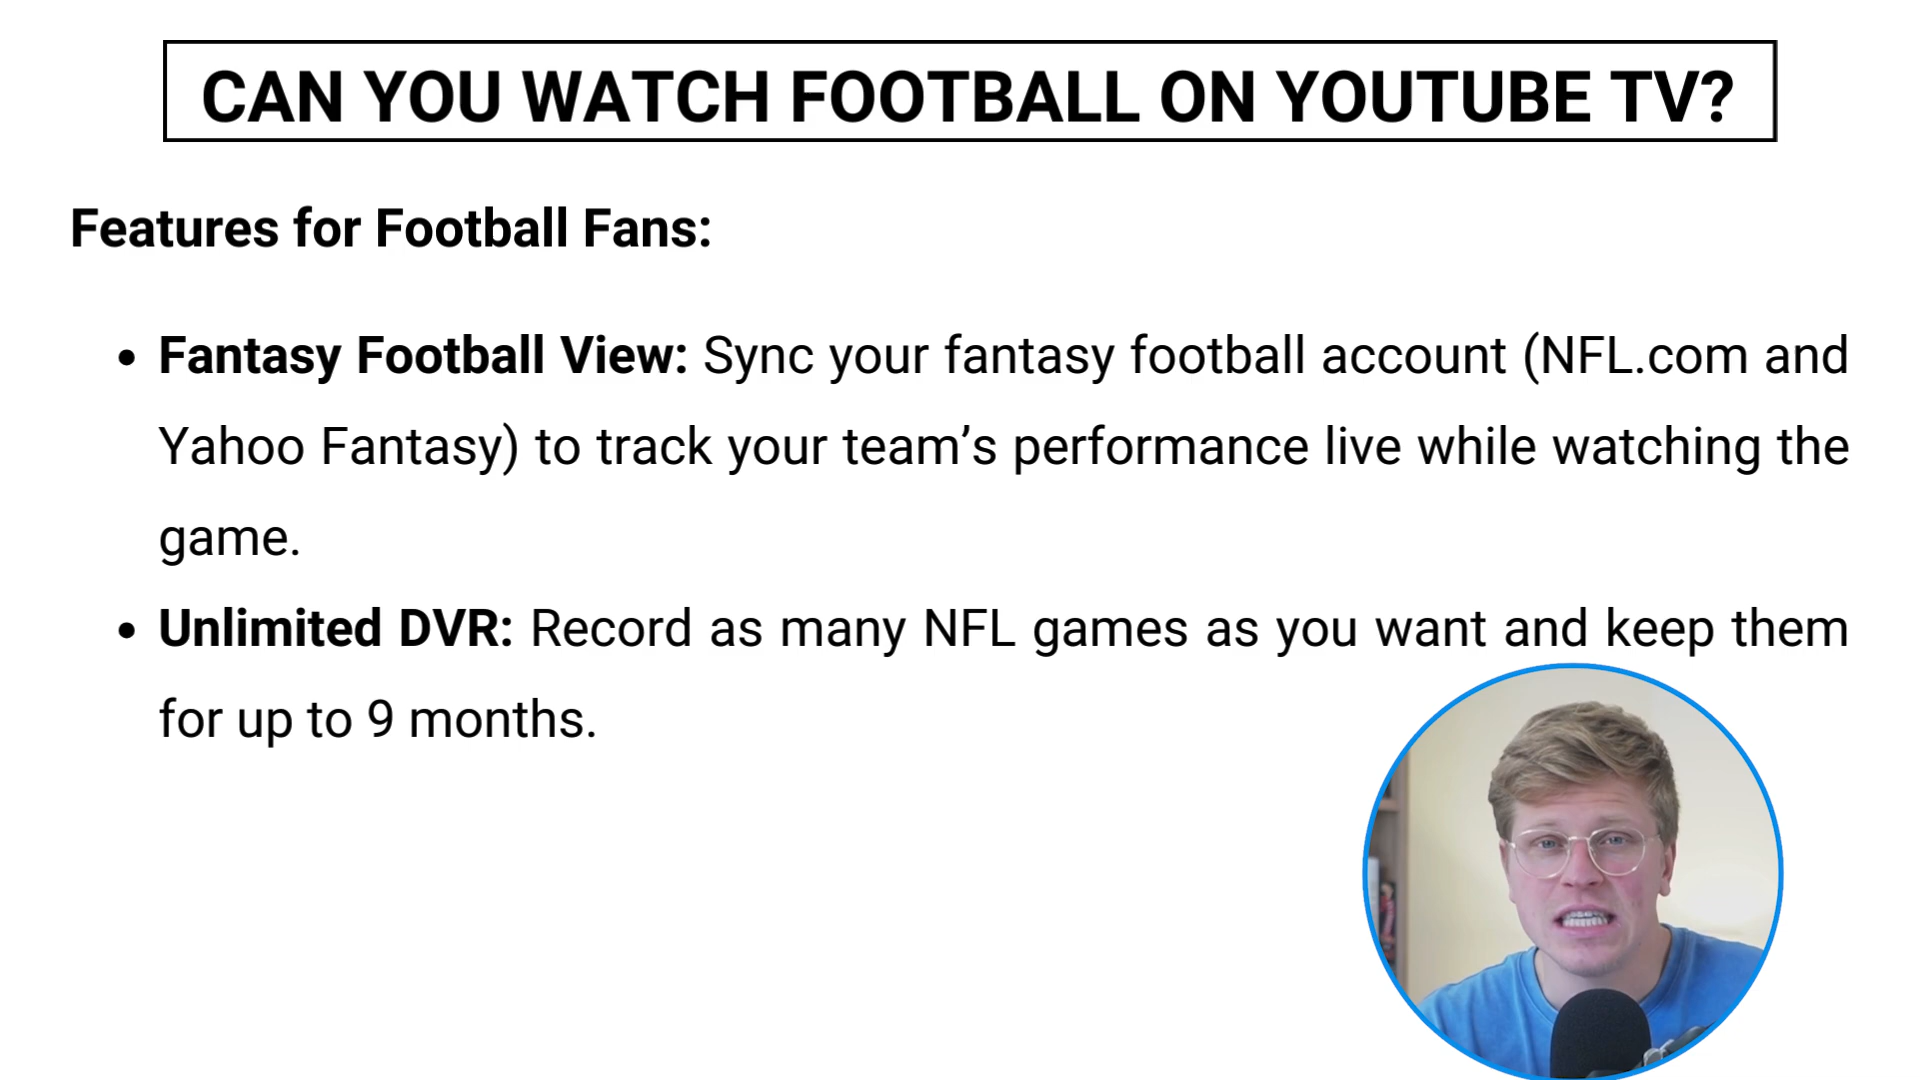 CAN YOU WATCH FOOTBALL ON YOUTUBE TV?
Features for Football Fans:
• Fantasy Football View: Sync your fantasy football account (NFL.com and
Yahoo Fantasy) to track your team’s performance live while watching the
game.
• Unlimited DVR: Record as many NFL games as you want and keep them
for up to 9 months.